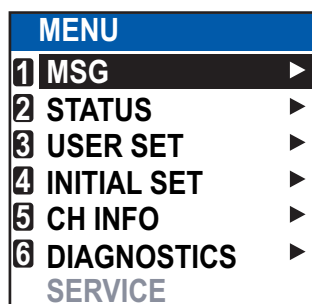 MENU
1 MSG ▶
2 STATUS ▶
3 USER SET ▶
4 INITIAL SET ▶
5 CH INFO ▶
6 DIAGNOSTICS ▶
SERVICE